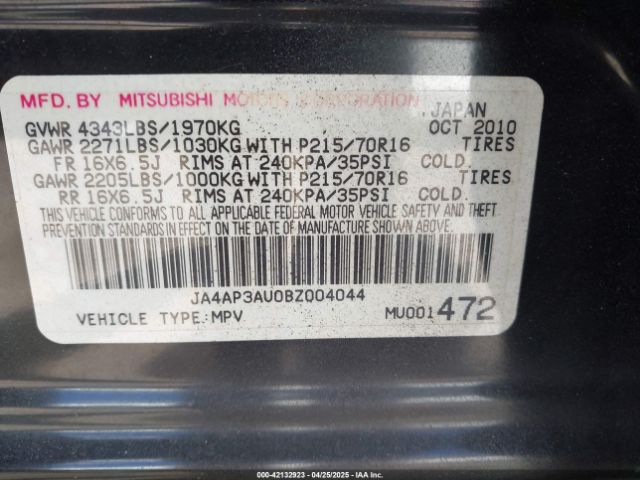 MFD. BY MITSUBISHI MOTORS CORPORATION
JAPAN
GVWR 4343LBS/1970KG OCT 2010
GAWR 2271LBS/1030KG WITH P215/70R16 TIRES
FR 16X6.5J RIMS AT 240KPA/35PSI COLD.
GAWR 2205LBS/1000KG WITH P215/70R16 TIRES
RR 16X6.5J RIMS AT 240KPA/35PSI COLD.
THIS VEHICLE CONFORMS TO ALL APPLICABLE FEDERAL MOTOR VEHICLE SAFETY AND THEFT
PREVENTION STANDARDS IN EFFECT ON THE DATE OF MANUFACTURE SHOWN ABOVE.
JA4AP3AU0BZ004044
VEHICLE TYPE:MPV MU001472
00-42132923 - 04/25/2025 - IAAI.COM